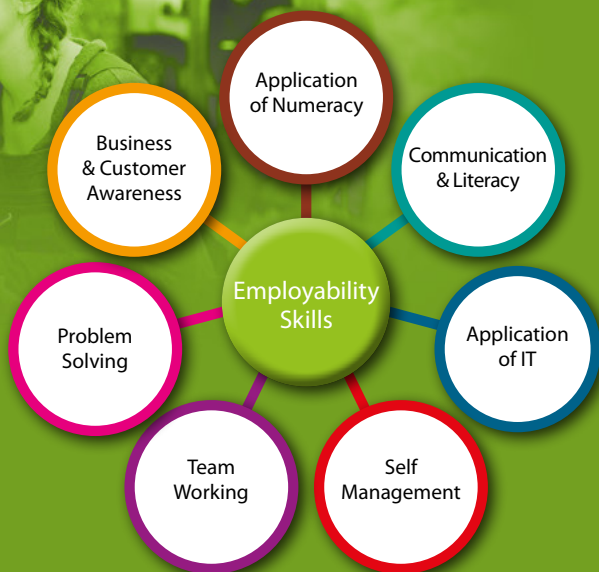 Application
of Numeracy
Communication
& Literacy
Application
of IT
Self
Management
Team
Working
Problem
Solving
Business
& Customer
Awareness
Employability
Skills